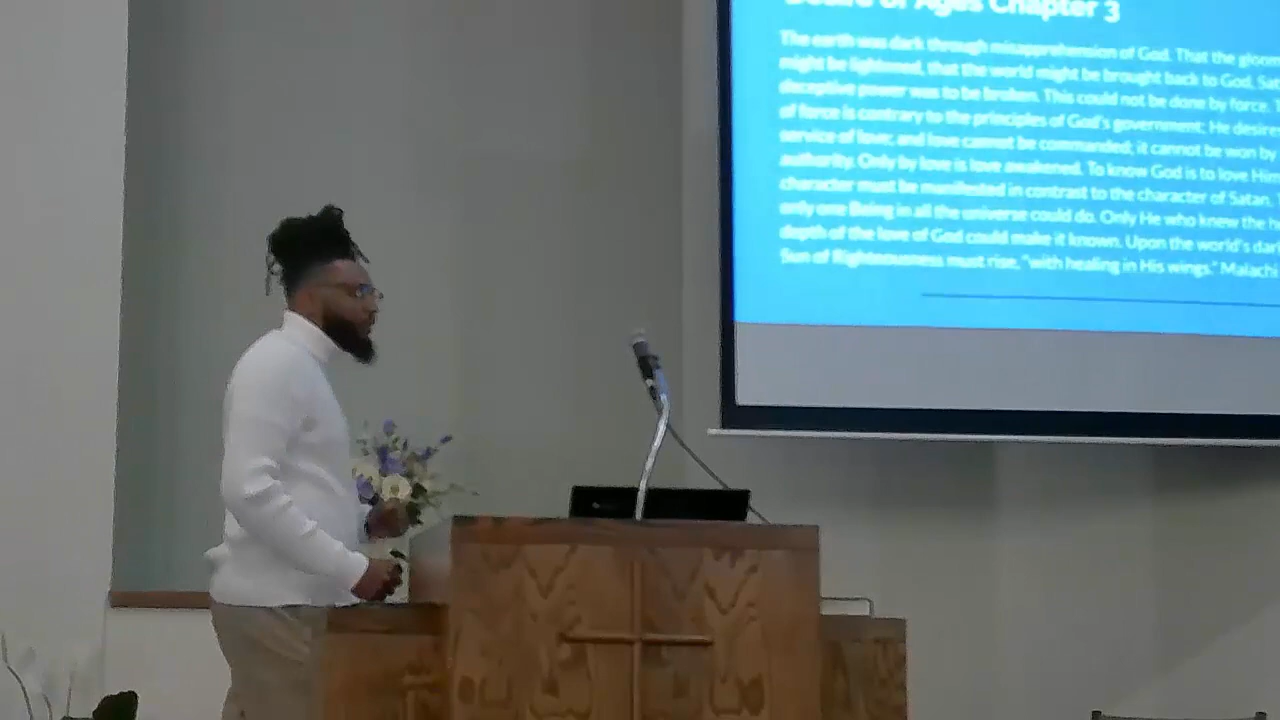 Desire of Ages Chapter 3
The earth was dark through misapprehension of God. That the gloom
might be lightened, that the world might be brought back to God, Sat
deceptive power was to be broken. This could not be done by force. T
of force is contrary to the principles of God's government; He desire
service of love; and love cannot be commanded; it cannot be won by
authority. Only by love is love awakened. To know God is to love Him
character must be manifested in contrast to the character of Satan.
only one Being in all the universe could do. Only He who knew the h
depth of the love of God could make it known. Upon the world's dar
Sun of Righteousness must rise, "with healing in His wings." Malachi